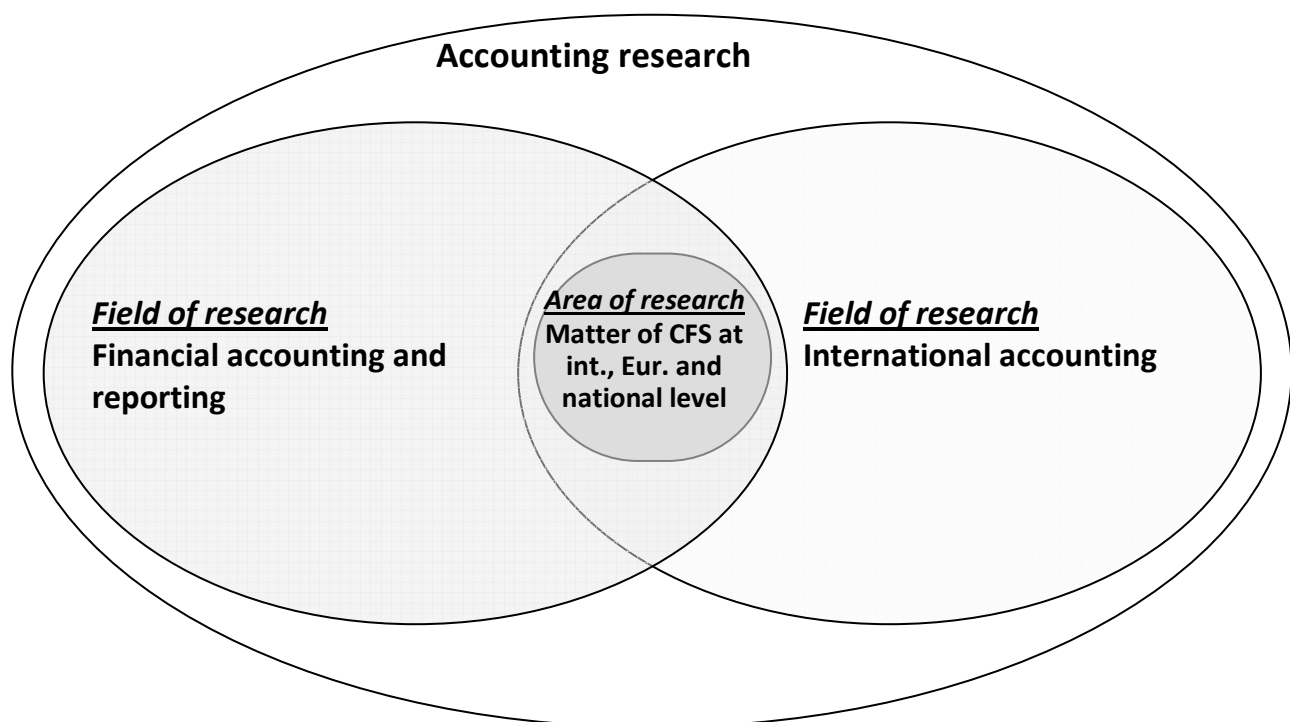 Accounting research
Field of research
Financial accounting and
reporting
Area of research
Matter of CFS at
int., Eur. and
national level
Field of research
International accounting